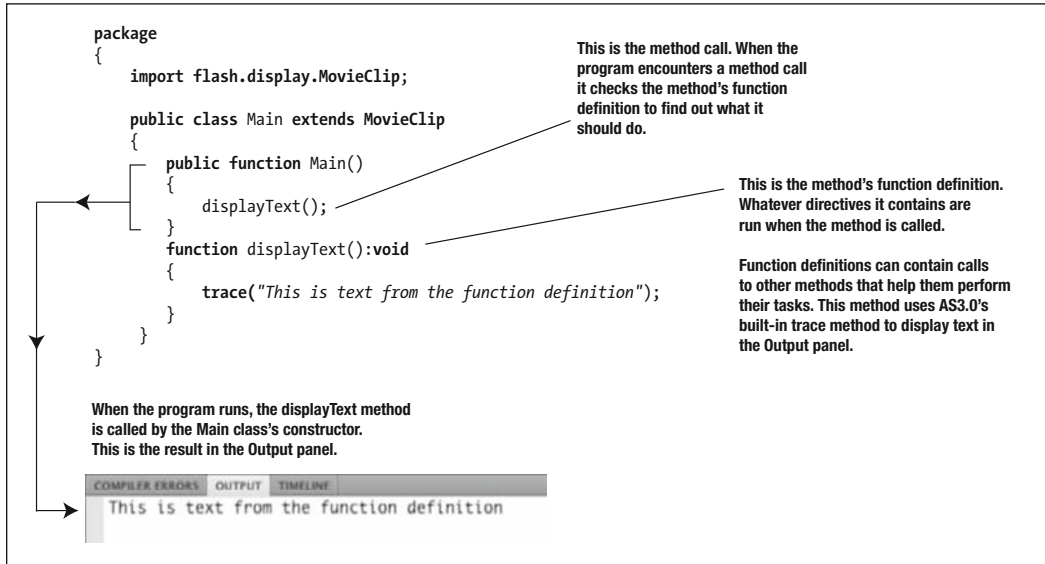 package
{
import flash.display.MovieClip;
public class Main extends MovieClip
{
public function Main()
{
displayText();
}
function displayText():void
{
trace("This is text from the function definition");
}
}
}
This is the method call. When the
program encounters a method call
it checks the method's function
definition to find out what it
should do.
This is the method's function definition.
Whatever directives it contains are
run when the method is called.
Function definitions can contain calls
to other methods that help them perform
their tasks. This method uses AS3.0's
built-in trace method to display text in
the Output panel.
When the program runs, the displayText method
is called by the Main class's constructor.
This is the result in the Output panel.
COMPILER ERRORS OUTPUT TIMELINE
This is text from the function definition